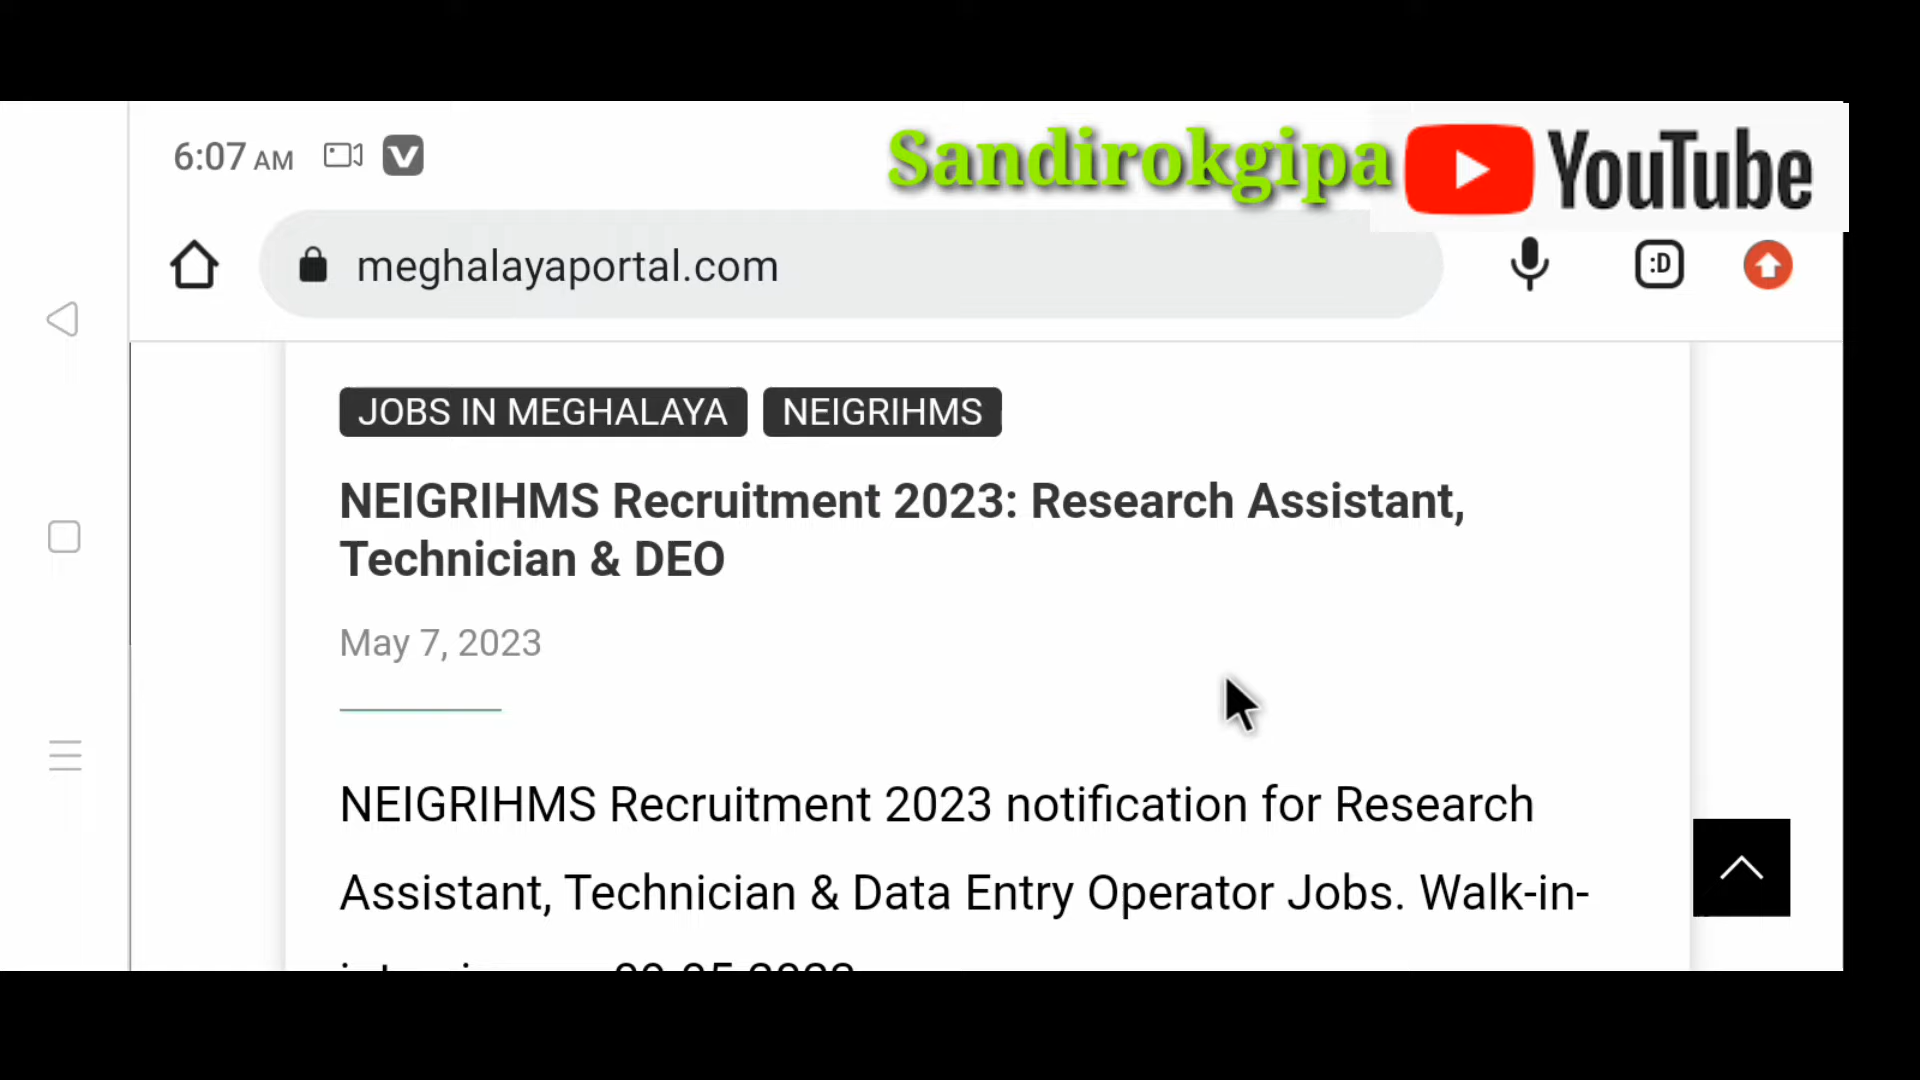 6:07 AM
Sandirokgipa YouTube
meghalayaportal.com
:D
JOBS IN MEGHALAYA NEIGRIHMS
NEIGRIHMS Recruitment 2023: Research Assistant,
Technician & DEO
May 7, 2023
NEIGRIHMS Recruitment 2023 notification for Research
Assistant, Technician & Data Entry Operator Jobs. Walk-in-